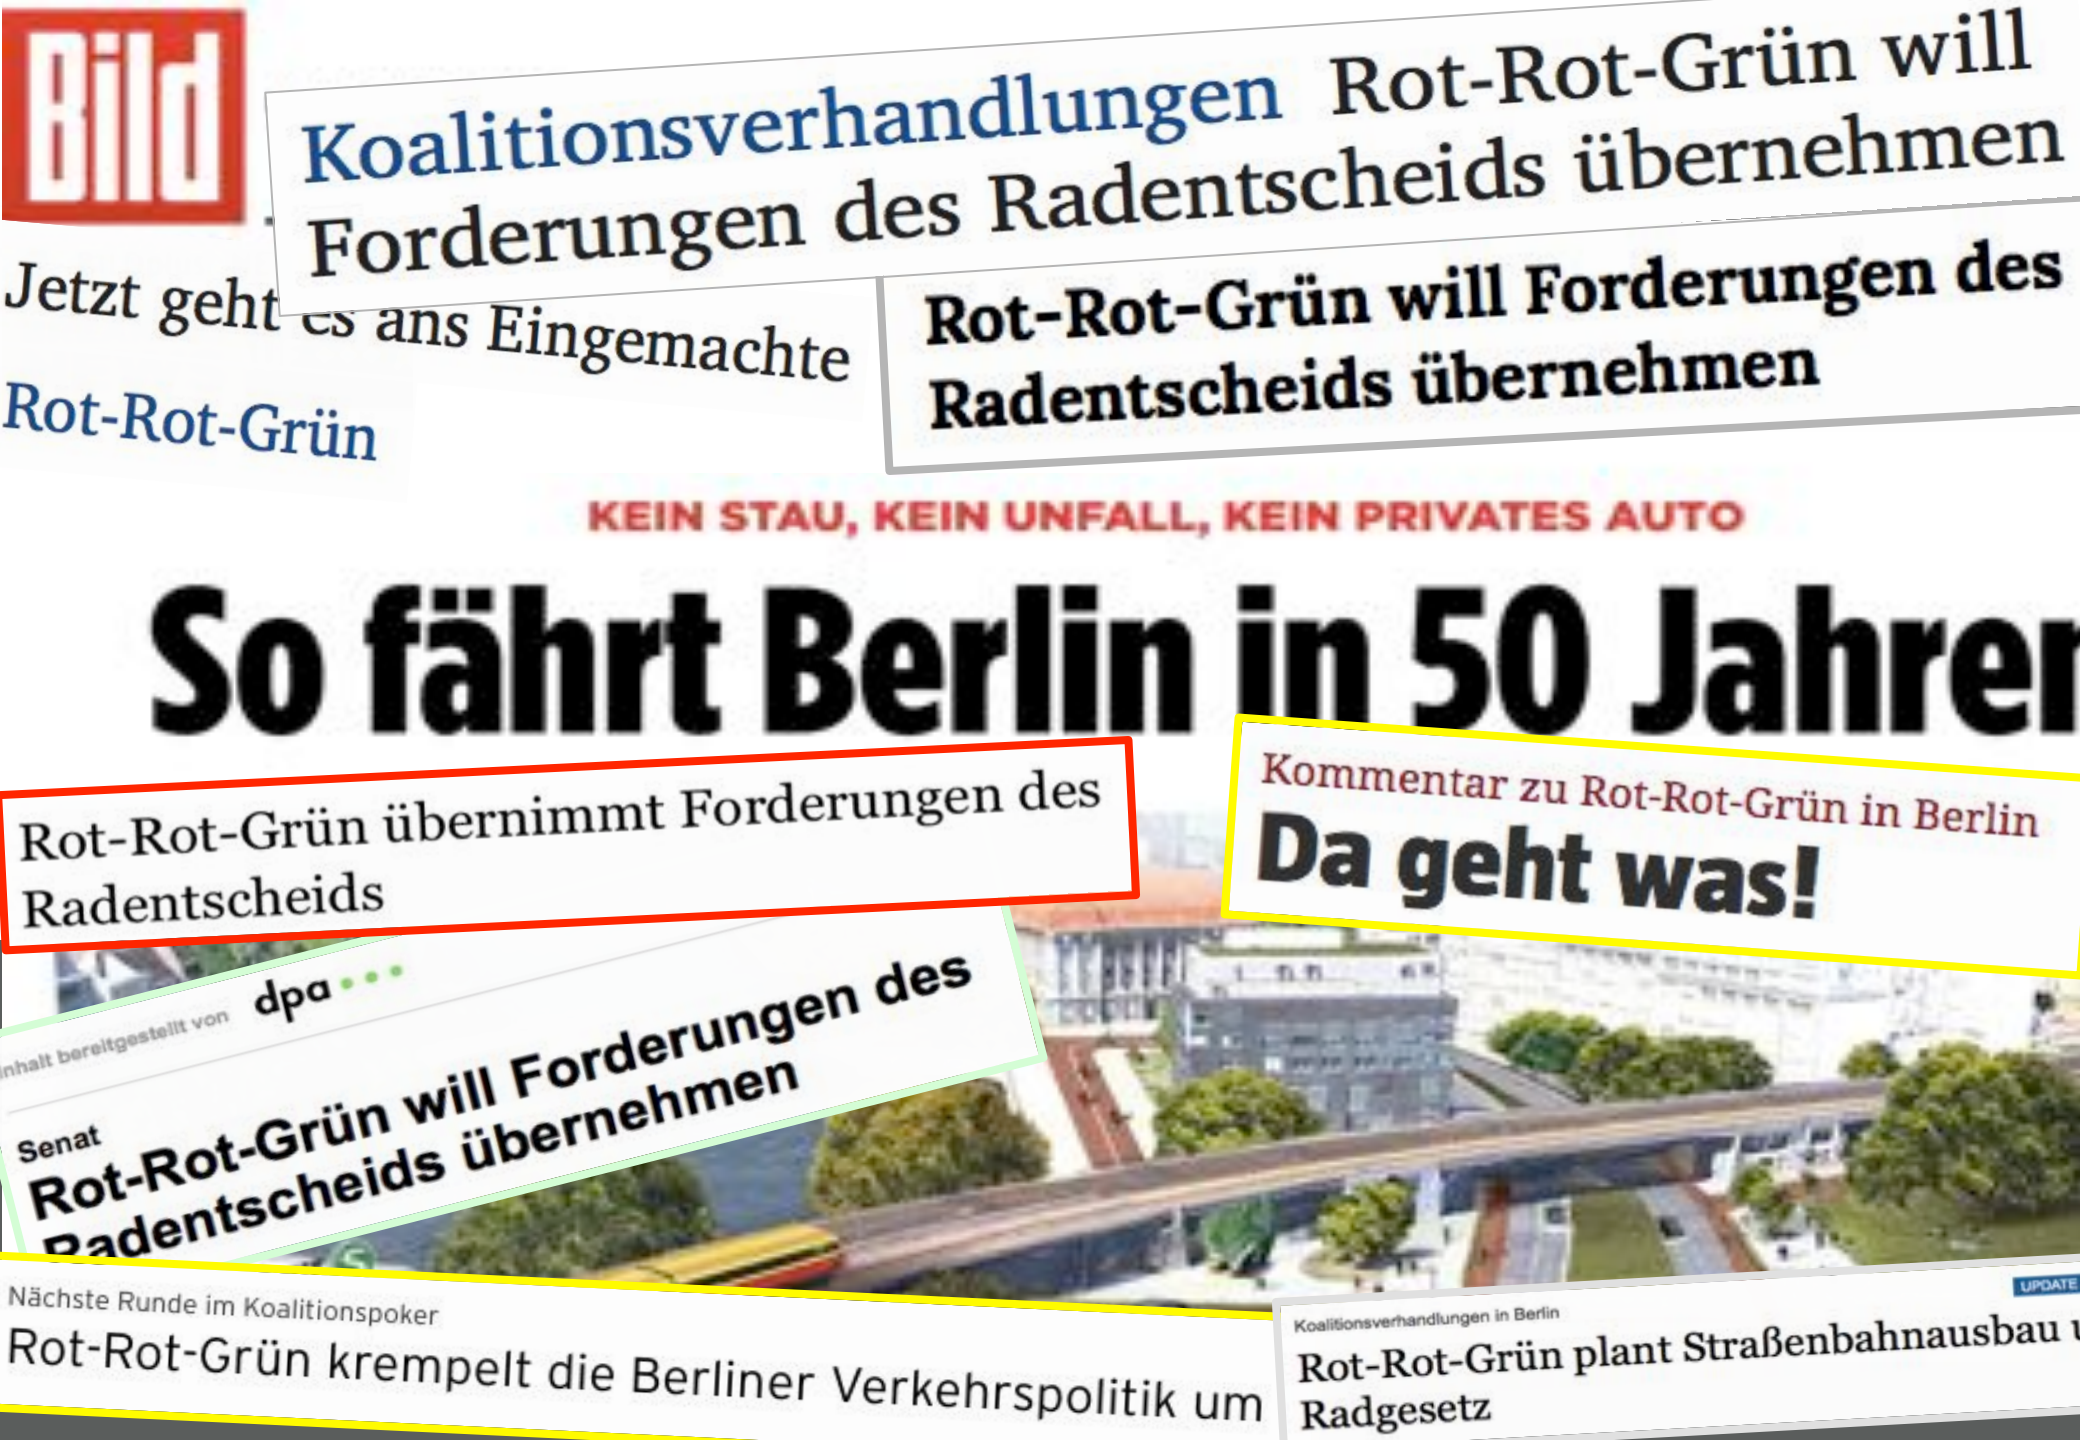 Bild
Koalitionsverhandlungen Rot-Rot-Grün will
Forderungen des Radentscheids übernehmen
Jetzt geht es ans Eingemachte
Rot-Rot-Grün
Rot-Rot-Grün will Forderungen des
Radentscheids übernehmen
KEIN STAU, KEIN UNFALL, KEIN PRIVATES AUTO
So fährt Berlin in 50 Jahren
Rot-Rot-Grün übernimmt Forderungen des
Radentscheids
Kommentar zu Rot-Rot-Grün in Berlin
Da geht was!
Inhalt bereitgestellt von dpa
Senat
Rot-Rot-Grün will Forderungen des
Radentscheids übernehmen
Nächste Runde im Koalitionspoker
Rot-Rot-Grün krempelt die Berliner Verkehrspolitik um
UPDATE
Koalitionsverhandlungen in Berlin
Rot-Rot-Grün plant Straßenbahnausbau
Radgesetz